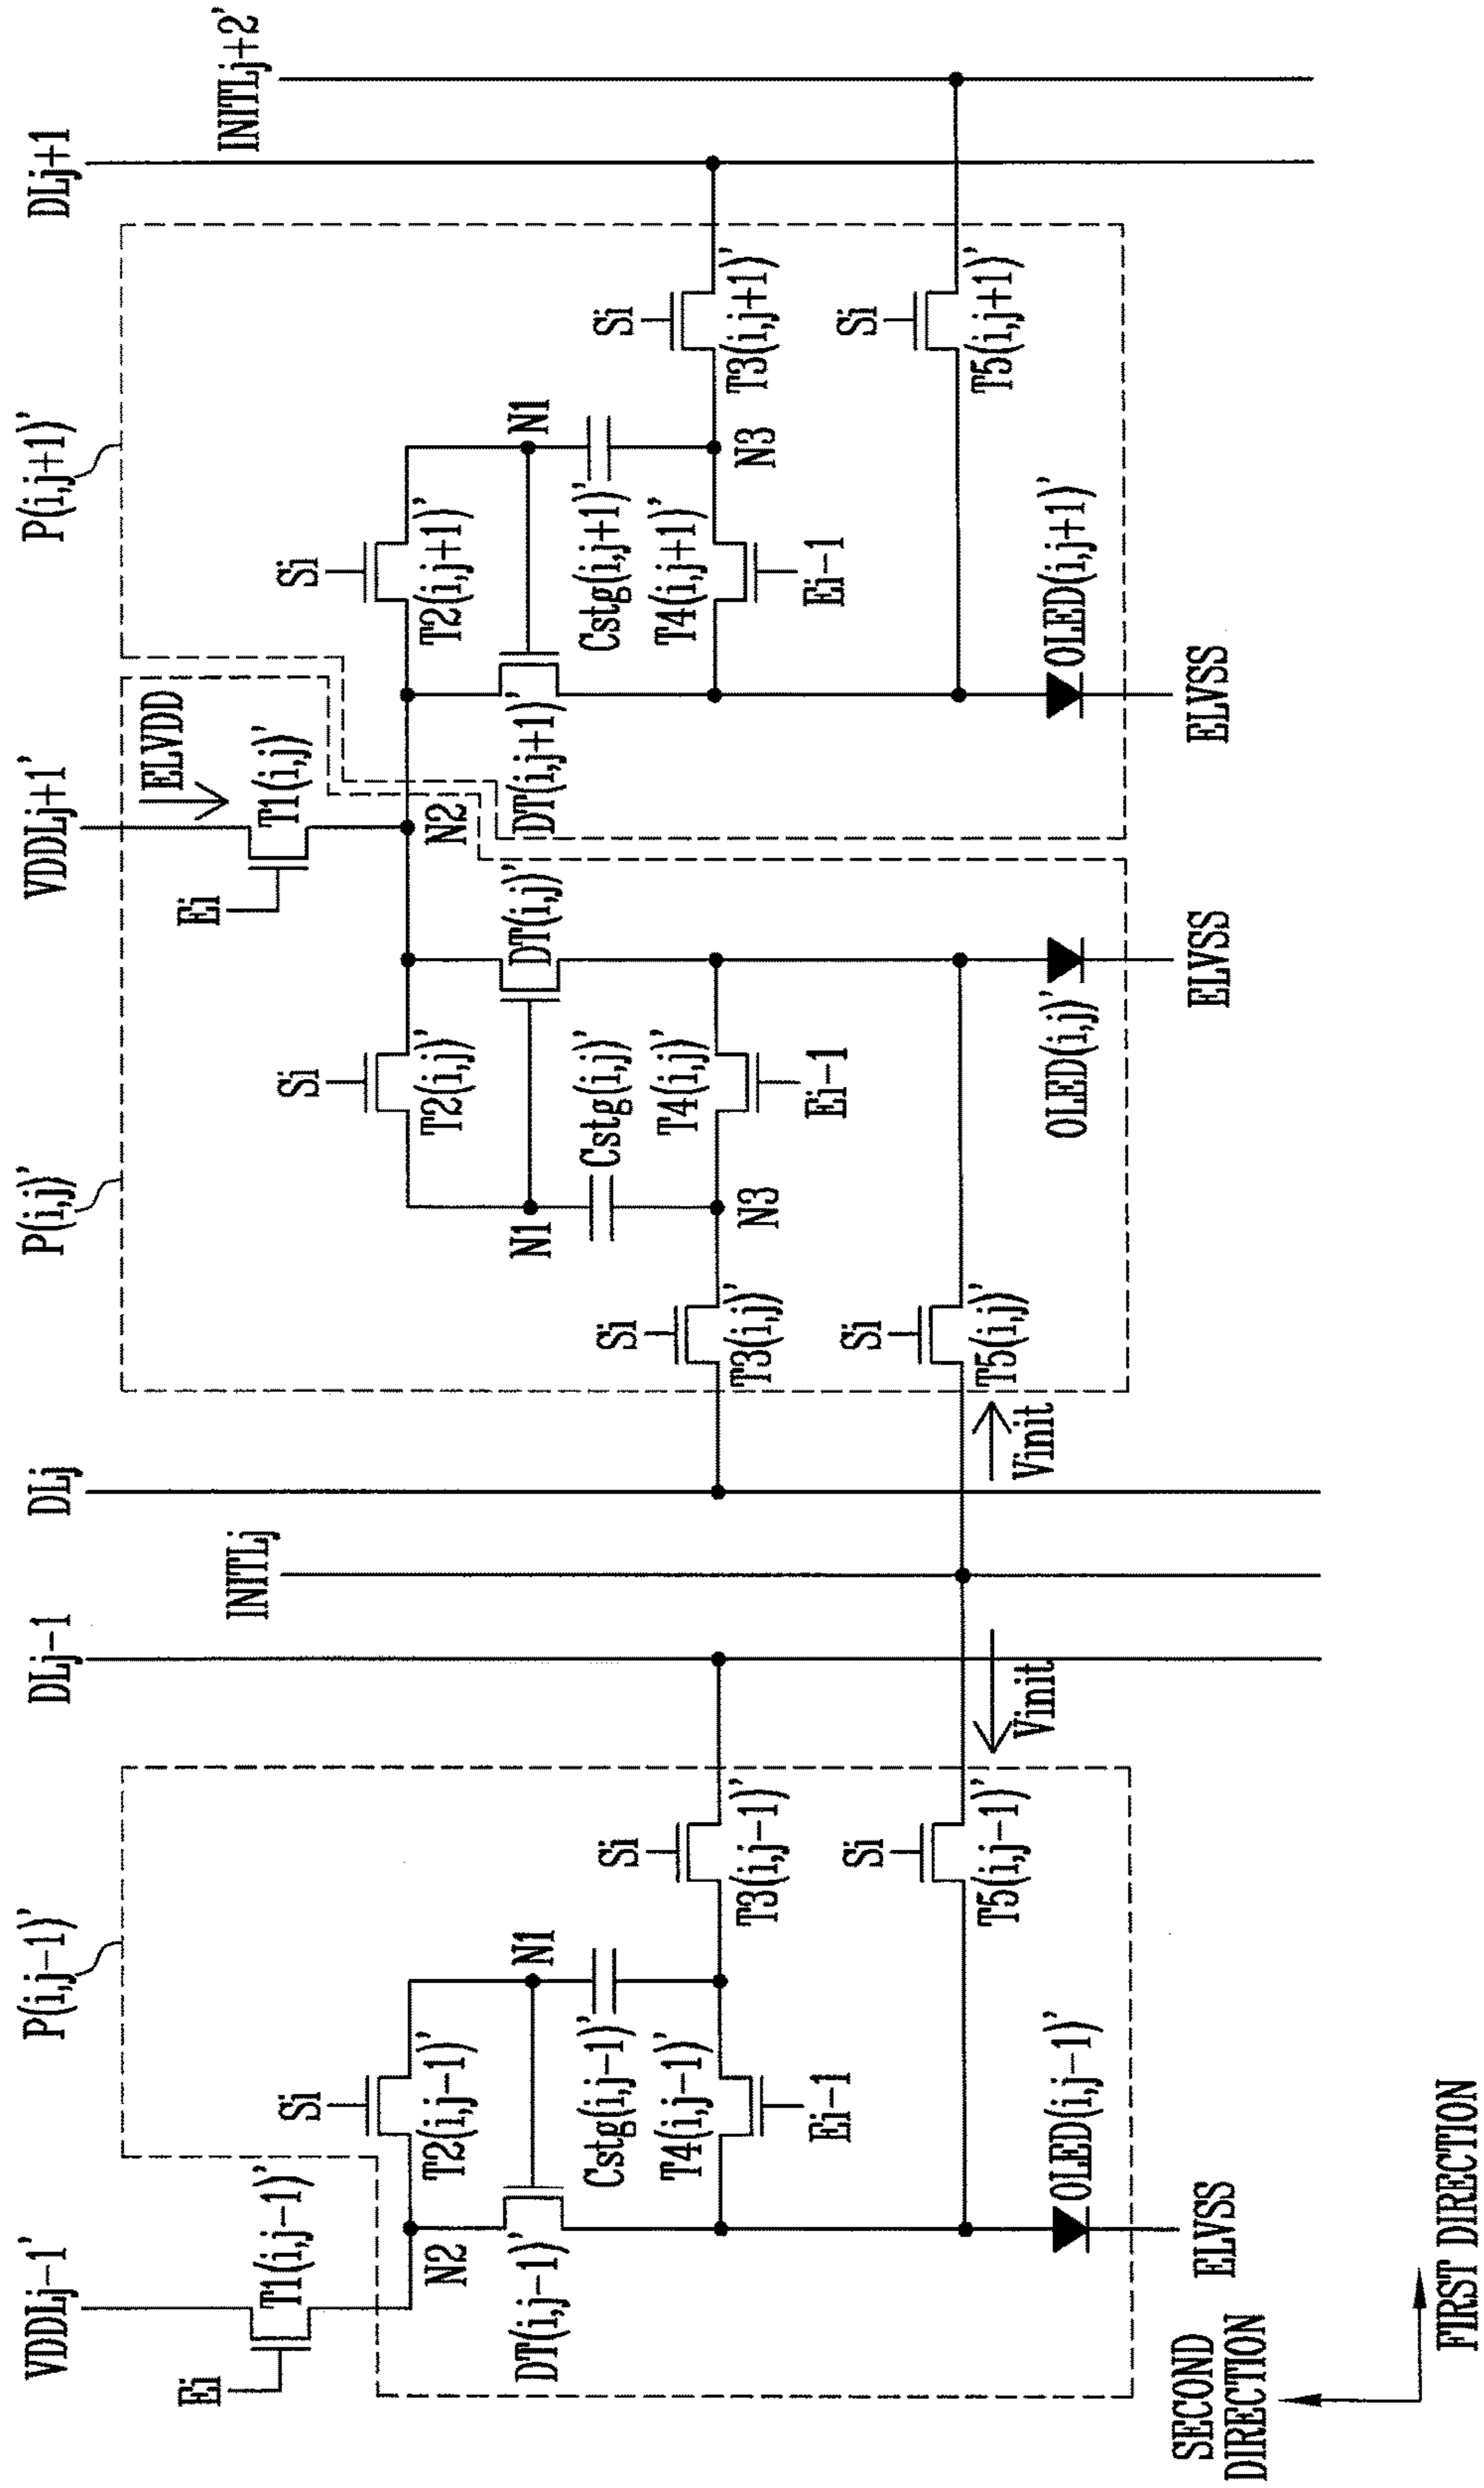 VDDLj-1'
P(i,j-1)'
DLj-1
INITLj
DLj
P(i,j)'
VDDLj+1'
P(i,j+1)'
DLj+1
INITLj+2'
Ei
T1(i,j-1)'
Si
T2(i,j-1)'
N2
N1
DT(i,j-1)'
Cstg(i,j-1)'
Si
T3(i,j-1)'
T4(i,j-1)'
Ei-1
Si
T5(i,j-1)'
OLED(i,j-1)'
ELVSS
Vinit
Vinit
Si
T2(i,j)'
Ei
T1(i,j)'
ELVDD
N2
N1
DT(i,j)'
Cstg(i,j)'
Si
T3(i,j)'
N3
T4(i,j)'
Ei-1
Si
T5(i,j)'
OLED(i,j)'
ELVSS
Si
T2(i,j+1)'
N1
DT(i,j+1)'
Cstg(i,j+1)'
Si
T3(i,j+1)'
N3
T4(i,j+1)'
Ei-1
Si
T5(i,j+1)'
OLED(i,j+1)'
ELVSS
SECOND
DIRECTION
FIRST DIRECTION